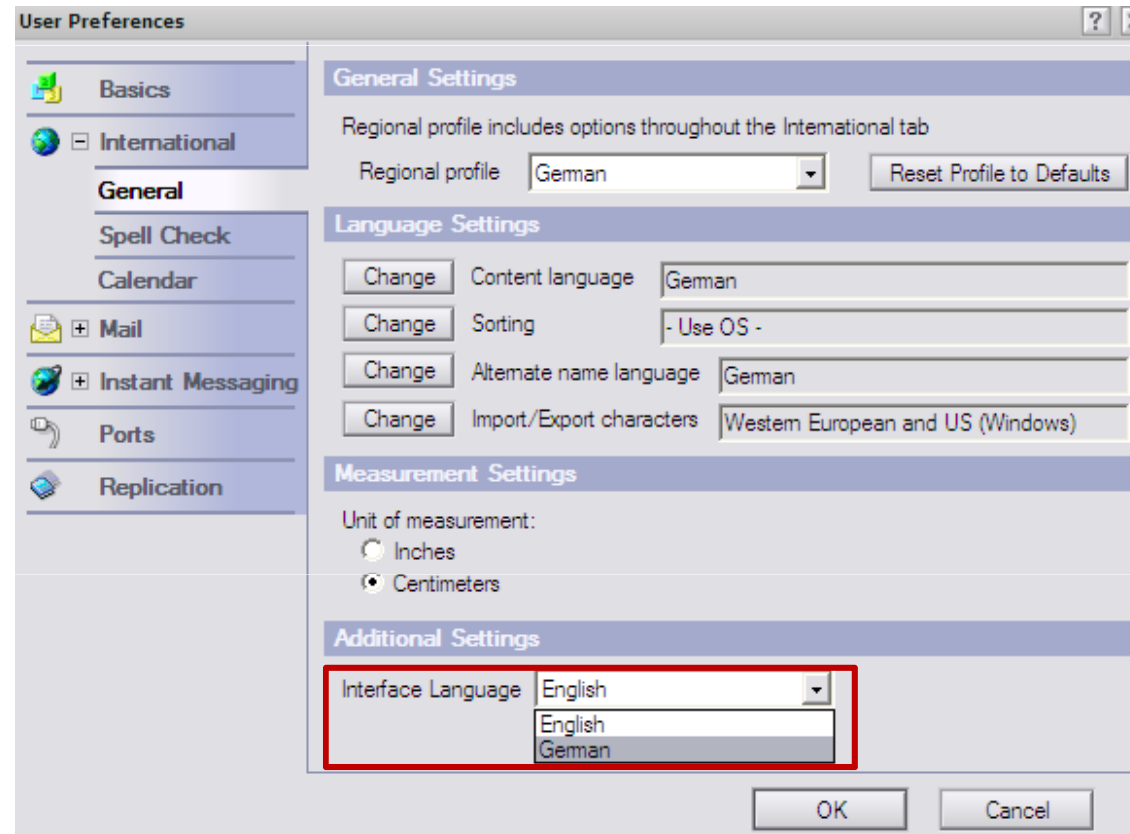 User Preferences
?
Basics
International
General
Spell Check
Calendar
Mail
Instant Messaging
Ports
Replication
General Settings
Regional profile includes options throughout the International tab
Regional profile German Reset Profile to Defaults
Language Settings
Change Content language German
Change Sorting - Use OS -
Change Alternate name language German
Change Import/Export characters Western European and US (Windows)
Measurement Settings
Unit of measurement:
Inches
Centimeters
Additional Settings
Interface Language English
English
German
OK Cancel